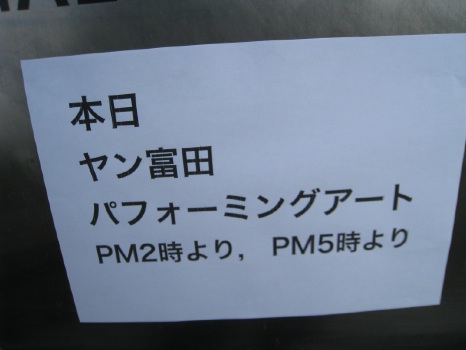 本日
ヤン富田
パフォーミングアート
PM2時より, PM5時より